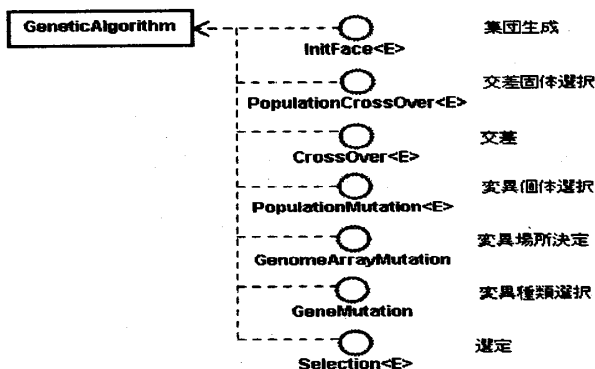 GeneticAlgorithm
InitFace<E>
集団生成
PopulationCrossOver<E>
交差固体選択
CrossOver<E>
交差
PopulationMutation<E>
変異個体選択
GenomeArrayMutation
変異場所決定
GeneMutation
変異種類選択
Selection<E>
選定